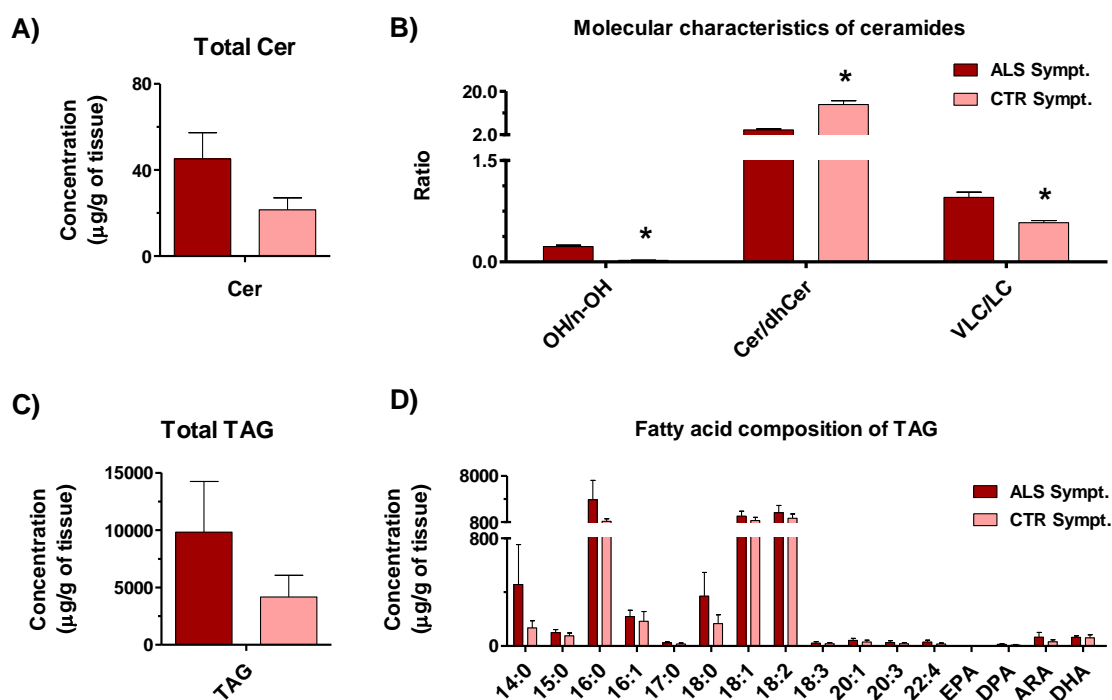 A)
Total Cer
Concentration
(µg/g of tissue)
80
40
0
Cer
B)
Molecular characteristics of ceramides
ALS Sympt.
CTR Sympt.
Ratio
20.0
2.0
1.5
0.0
*
*
*
OH/n-OH
Cer/dhCer
VLC/LC
C)
Total TAG
Concentration
(µg/g of tissue)
15000
10000
5000
0
TAG
D)
Fatty acid composition of TAG
ALS Sympt.
CTR Sympt.
Concentration
(µg/g of tissue)
8000
800
800
0
14:0
15:0
16:0
16:1
17:0
18:0
18:1
18:2
18:3
20:1
20:3
22:4
EPA
DPA
ARA
DHA